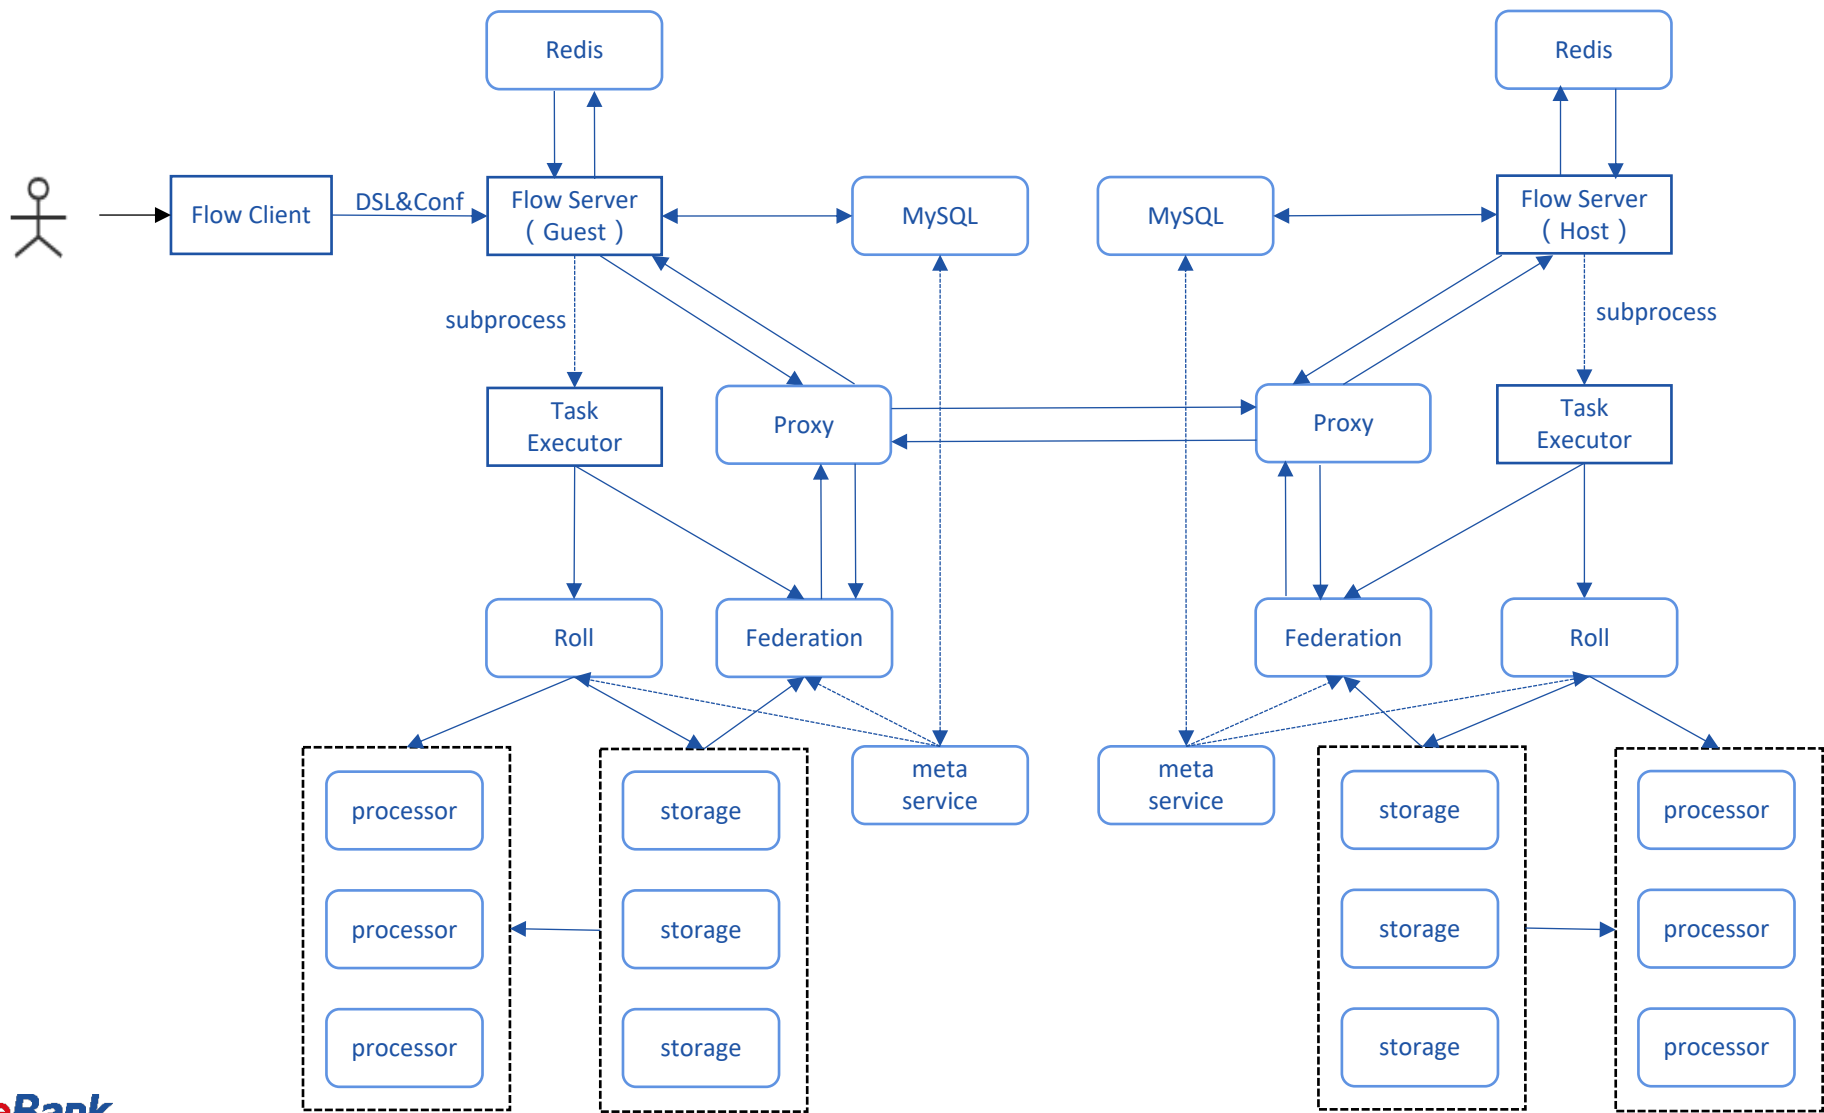 Redis
Redis
Flow Client
DSL&Conf
Flow Server
( Guest )
MySQL
MySQL
Flow Server
( Host )
subprocess
subprocess
Task
Executor
Proxy
Proxy
Task
Executor
Roll
Federation
Federation
Roll
meta
service
meta
service
processor
storage
storage
processor
processor
storage
storage
processor
processor
storage
storage
processor
eBank